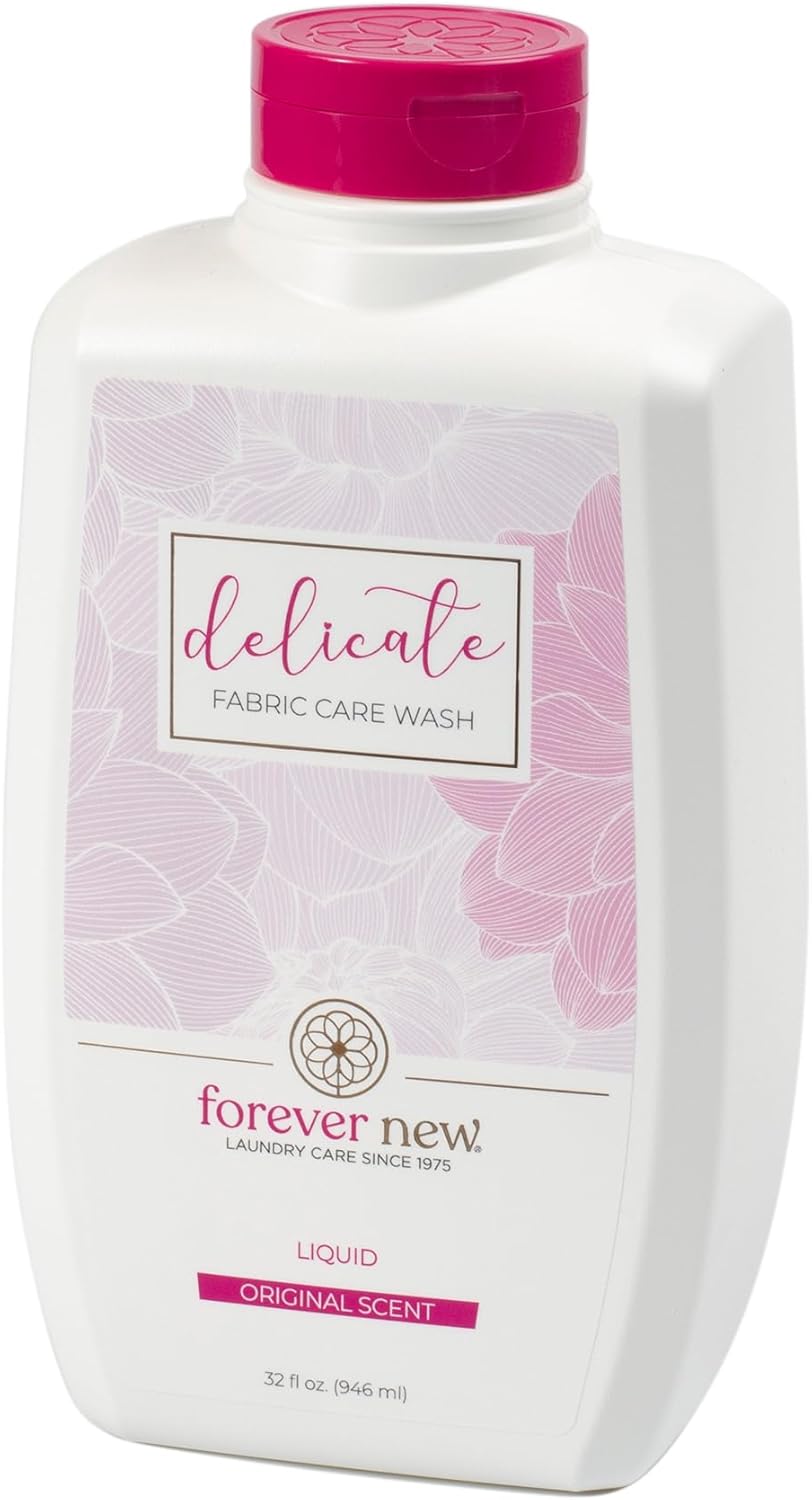 delicate
FABRIC CARE WASH
forever new®
LAUNDRY CARE SINCE 1975
LIQUID
ORIGINAL SCENT
32 fl oz. (946 ml)